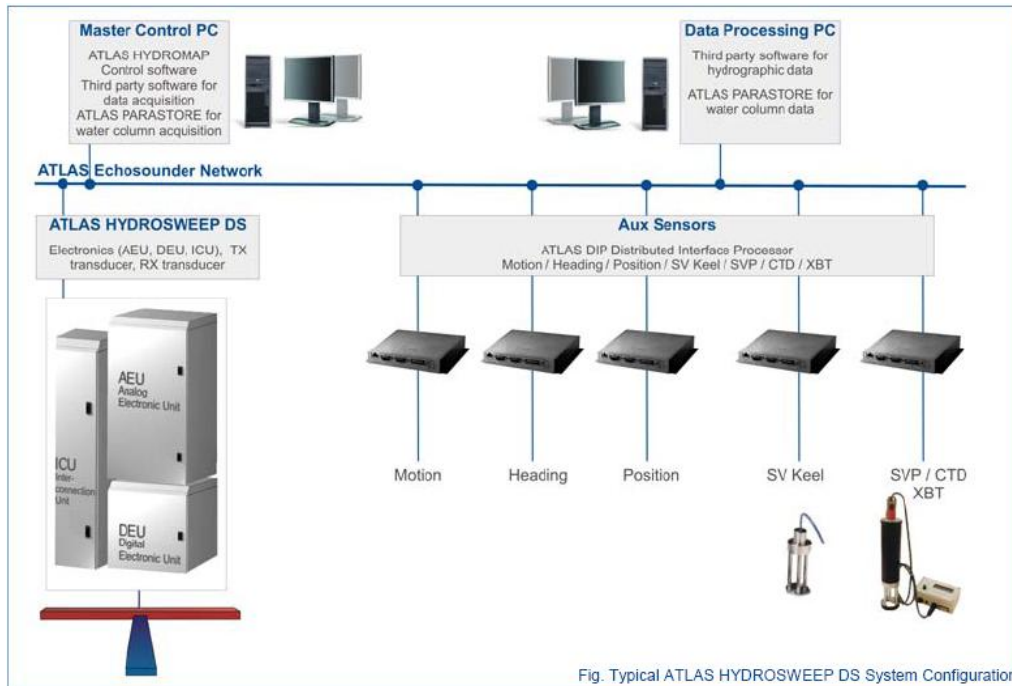 Master Control PC
ATLAS HYDROMAP
Control software
Third party software for
data acquisition
ATLAS PARASTORE for
water column acquisition
Data Processing PC
Third party software for
hydrographic data
ATLAS PARASTORE for
water column data
ATLAS Echosounder Network
ATLAS HYDROSWEEP DS
Electronics (AEU, DEU, ICU), TX
transducer, RX transducer
Aux Sensors
ATLAS DIP Distributed Interface Processor
Motion / Heading / Position / SV Keel / SVP / CTD / XBT
AEU
Analog
Electronic Unit
ICU
Inter-
connection
Unit
DEU
Digital
Electronic Unit
Motion
Heading
Position
SV Keel
SVP / CTD
XBT
Fig. Typical ATLAS HYDROSWEEP DS System Configuration